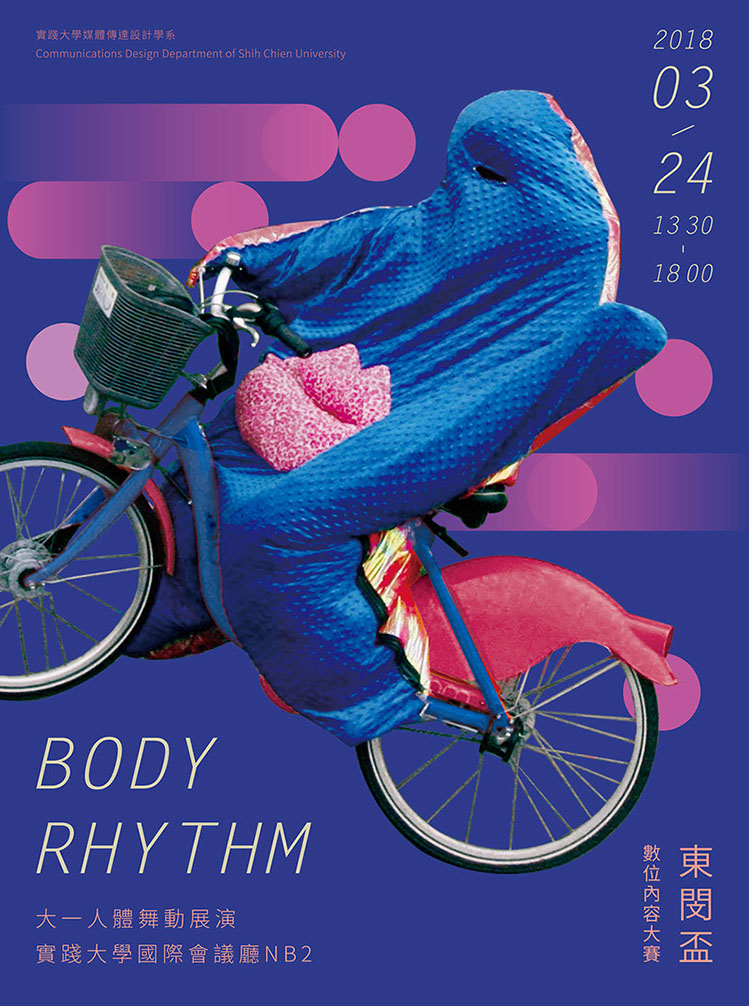 實踐大學媒體傳達設計學系
Communications Design Department of Shih Chien University
2018
03
/
24
13 30
-
18 00
BODY
RHYTHM
大一人體舞動展演
實踐大學國際會議廳NB2
東閔盃
數位內容大賽